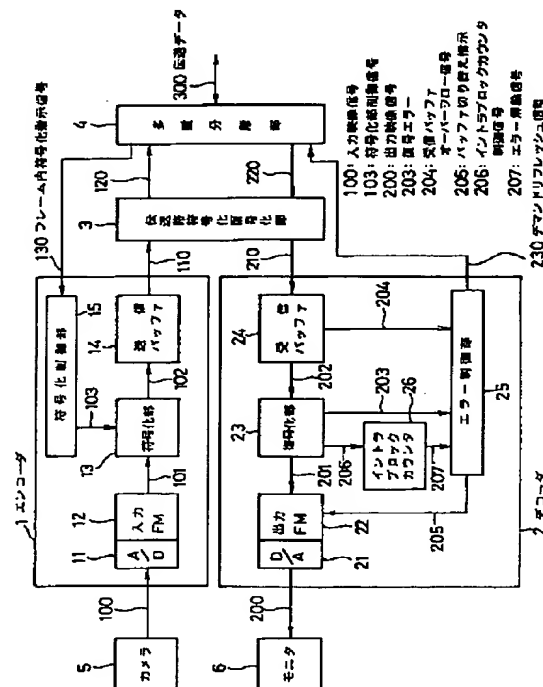 5
カメラ
100
1 エンコーダ
11
12
A/D
入力
FM
101
13
符号化部
103
15
符号化制御部
102
14
送信
バッファ
110
130 フレーム内符号化指示信号
3
伝送路符号化復号化部
120
4
多重分離部
300 伝送データ
6
モニタ
200
21
22
D/A
出力
FM
201
23
復号化部
202
24
受信
バッファ
210
220
203
204
206
26
イントラ
ブロック
カウンタ
207
205
エラー制御部
25
2 デコーダ
230 デマンドリフレッシュ信号
100: 入力映像信号
103: 符号化部制御信号
200: 出力映像信号
203: 復号エラー
204: 受信バッファ
オーバーフロー信号
205: バッファ切り替え指示
206: イントラブロックカウンタ
制御信号
207: エラー解除信号